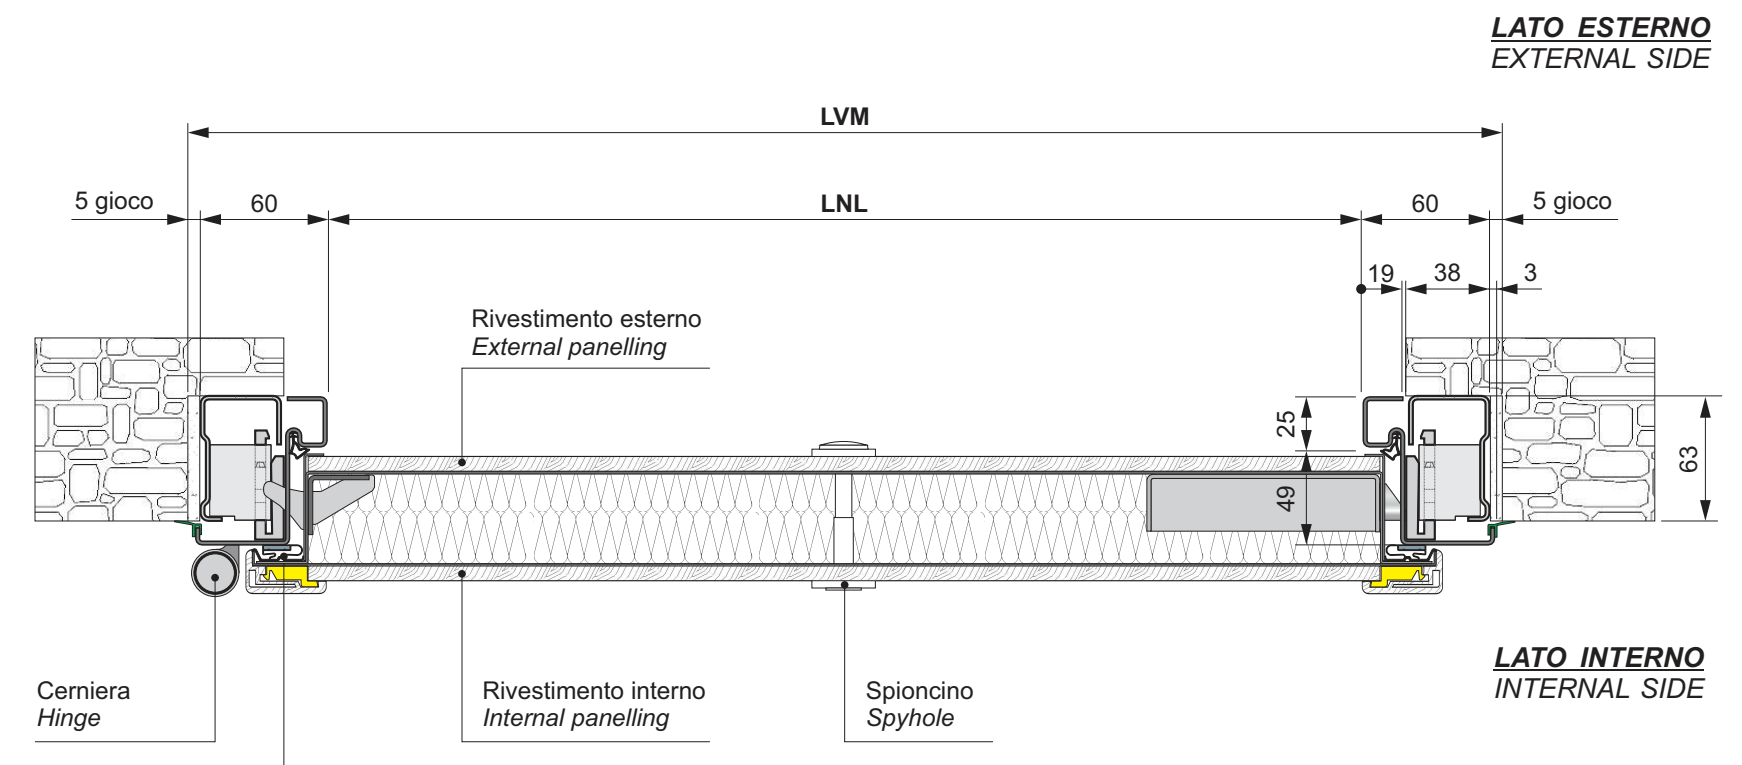 LATO ESTERNO
EXTERNAL SIDE
LVM
5 gioco
60
LNL
60
5 gioco
19
38
3
Rivestimento esterno
External panelling
25
49
63
LATO INTERNO
INTERNAL SIDE
Cerniera
Hinge
Rivestimento interno
Internal panelling
Spioncino
Spyhole